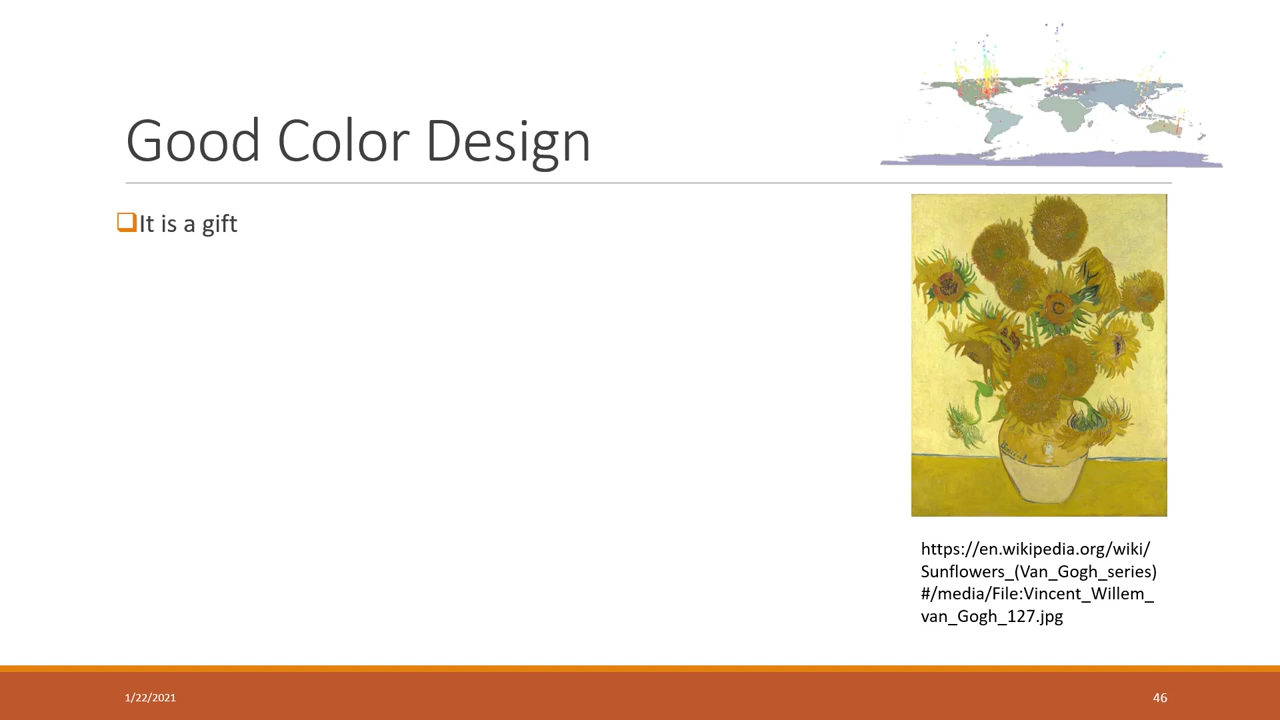 Good Color Design
It is a gift
https://en.wikipedia.org/wiki/
Sunflowers_(Van_Gogh_series)
#/media/File:Vincent_Willem_
van_Gogh_127.jpg
1/22/2021
46